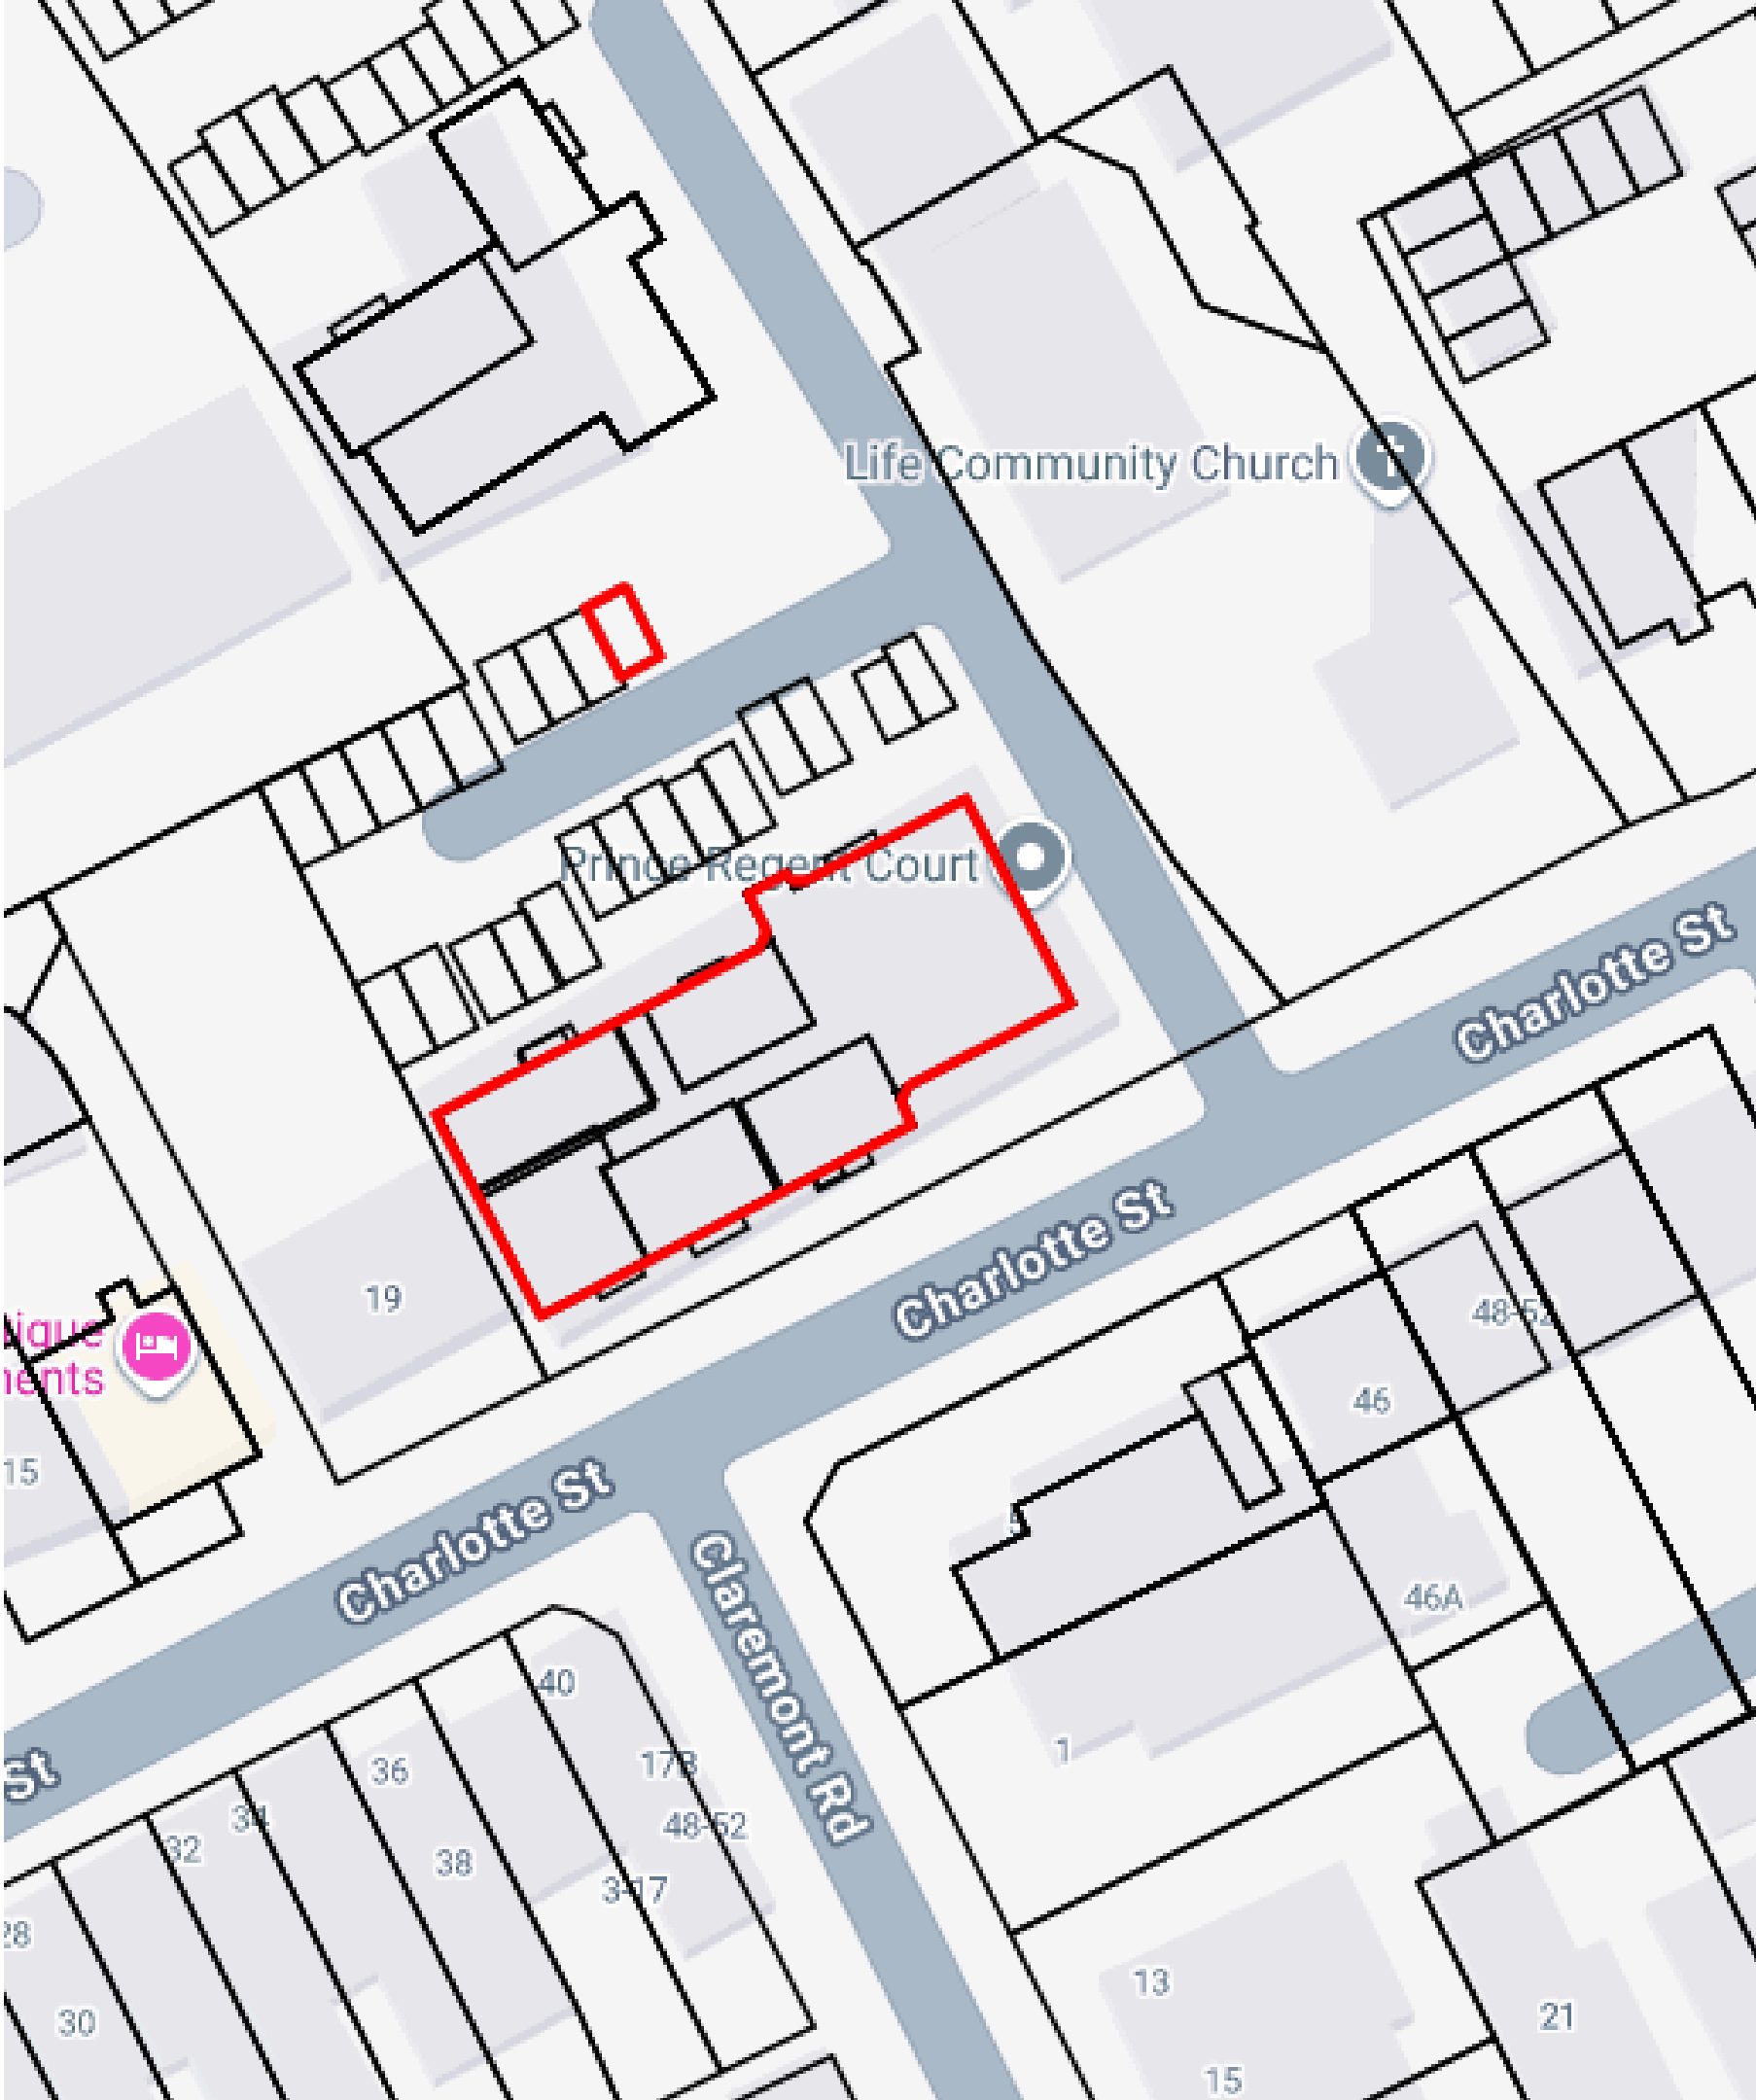 Life Community Church
Prince Regent Court
Charlotte St
Charlotte St
19
48-52
46
15
Charlotte St
46A
Claremont Rd
40
1
36
17B
34
48-52
32
38
3-17
St
28
13
30
21
15